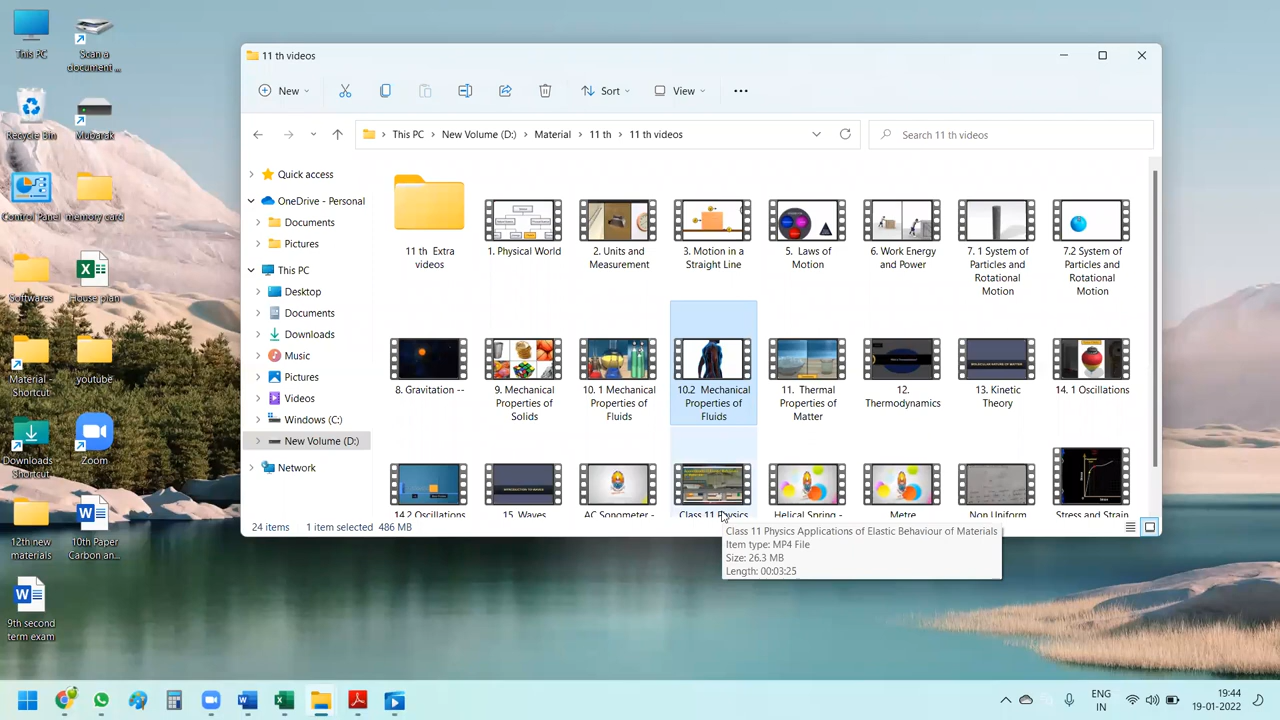 This PC
Scan a
document ...
Recycle Bin
Mubarak
Control Panel
memory card
Softwares
House plan
Material -
Shortcut
youtube
Downloads -
Shortcut
Zoom
12th new
materials
10th Paper
Carbon an...
9th second
term exam
11 th videos
New
Sort
View
This PC
New Volume (D:)
Material
11 th
11 th videos
Search 11 th videos
Quick access
OneDrive - Personal
Documents
Pictures
This PC
Desktop
Documents
Downloads
Music
Pictures
Videos
Windows (C:)
New Volume (D:)
Network
11 th Extra
videos
1. Physical World
2. Units and
Measurement
3. Motion in a
Straight Line
5. Laws of
Motion
6. Work Energy
and Power
7. 1 System of
Particles and
Rotational
Motion
7.2 System of
Particles and
Rotational
Motion
8. Gravitation --
9. Mechanical
Properties of
Solids
10. 1 Mechanical
Properties of
Fluids
10.2 Mechanical
Properties of
Fluids
11. Thermal
Properties of
Matter
12.
Thermodynamics
13. Kinetic
Theory
14. 1 Oscillations
14.2 Oscillations
15. Waves
AC Sonometer -
Class 11 Physics
Helical Spring -
Metre
Non Uniform
Stress and Strain
24 items
1 item selected 486 MB
Class 11 Physics Applications of Elastic Behaviour of Materials
Item type: MP4 File
Size: 26.3 MB
Length: 00:03:25
ENG
IN
19:44
19-01-2022